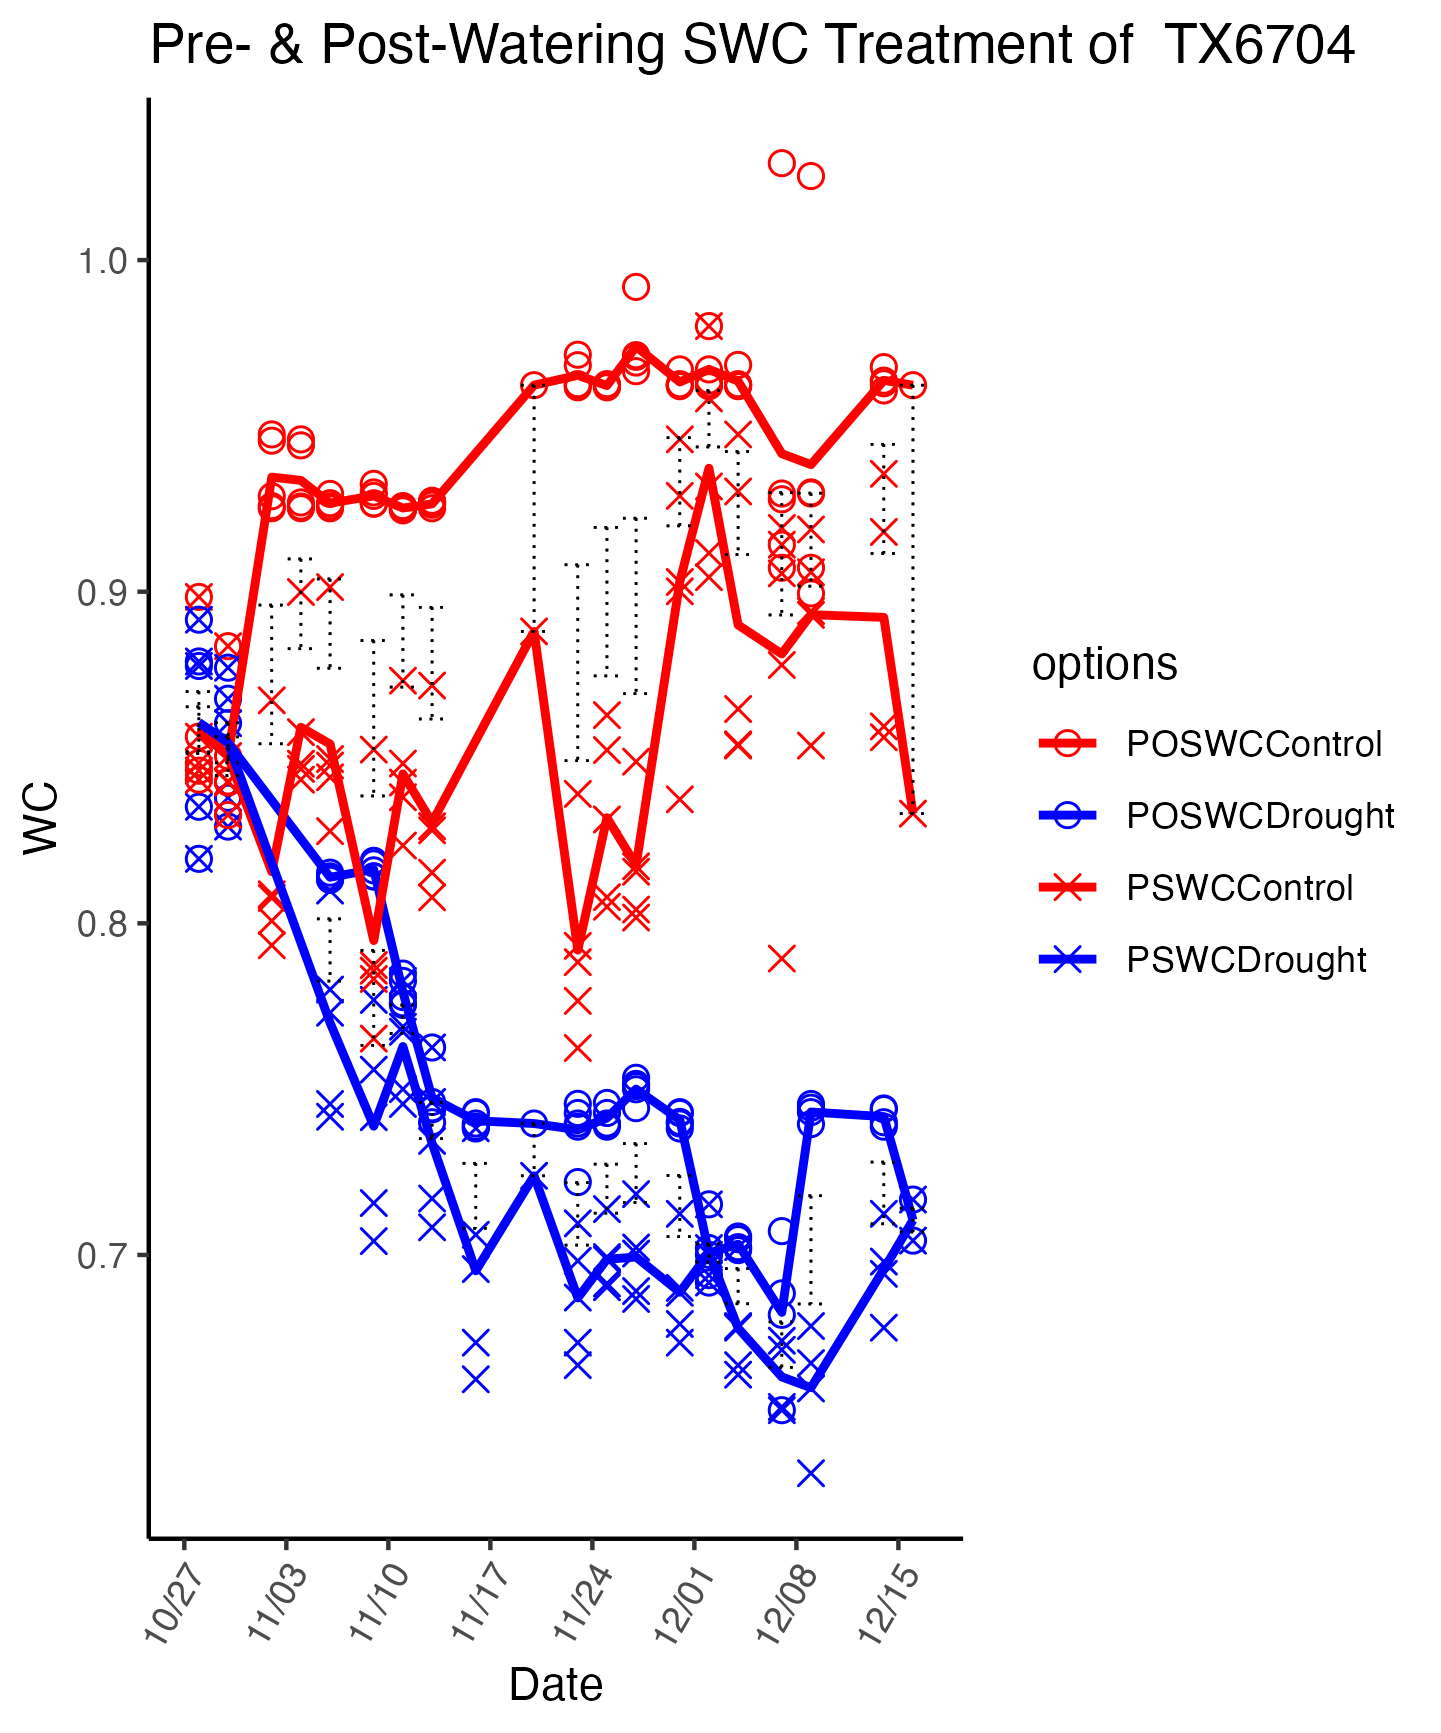 Pre- & Post-Watering SWC Treatment of  TX6704
WC
1.0
0.9
0.8
0.7
10/27
11/03
11/10
11/17
11/24
12/01
12/08
12/15
Date
options
POSWCControl
POSWCDrought
PSWCControl
PSWCDrought